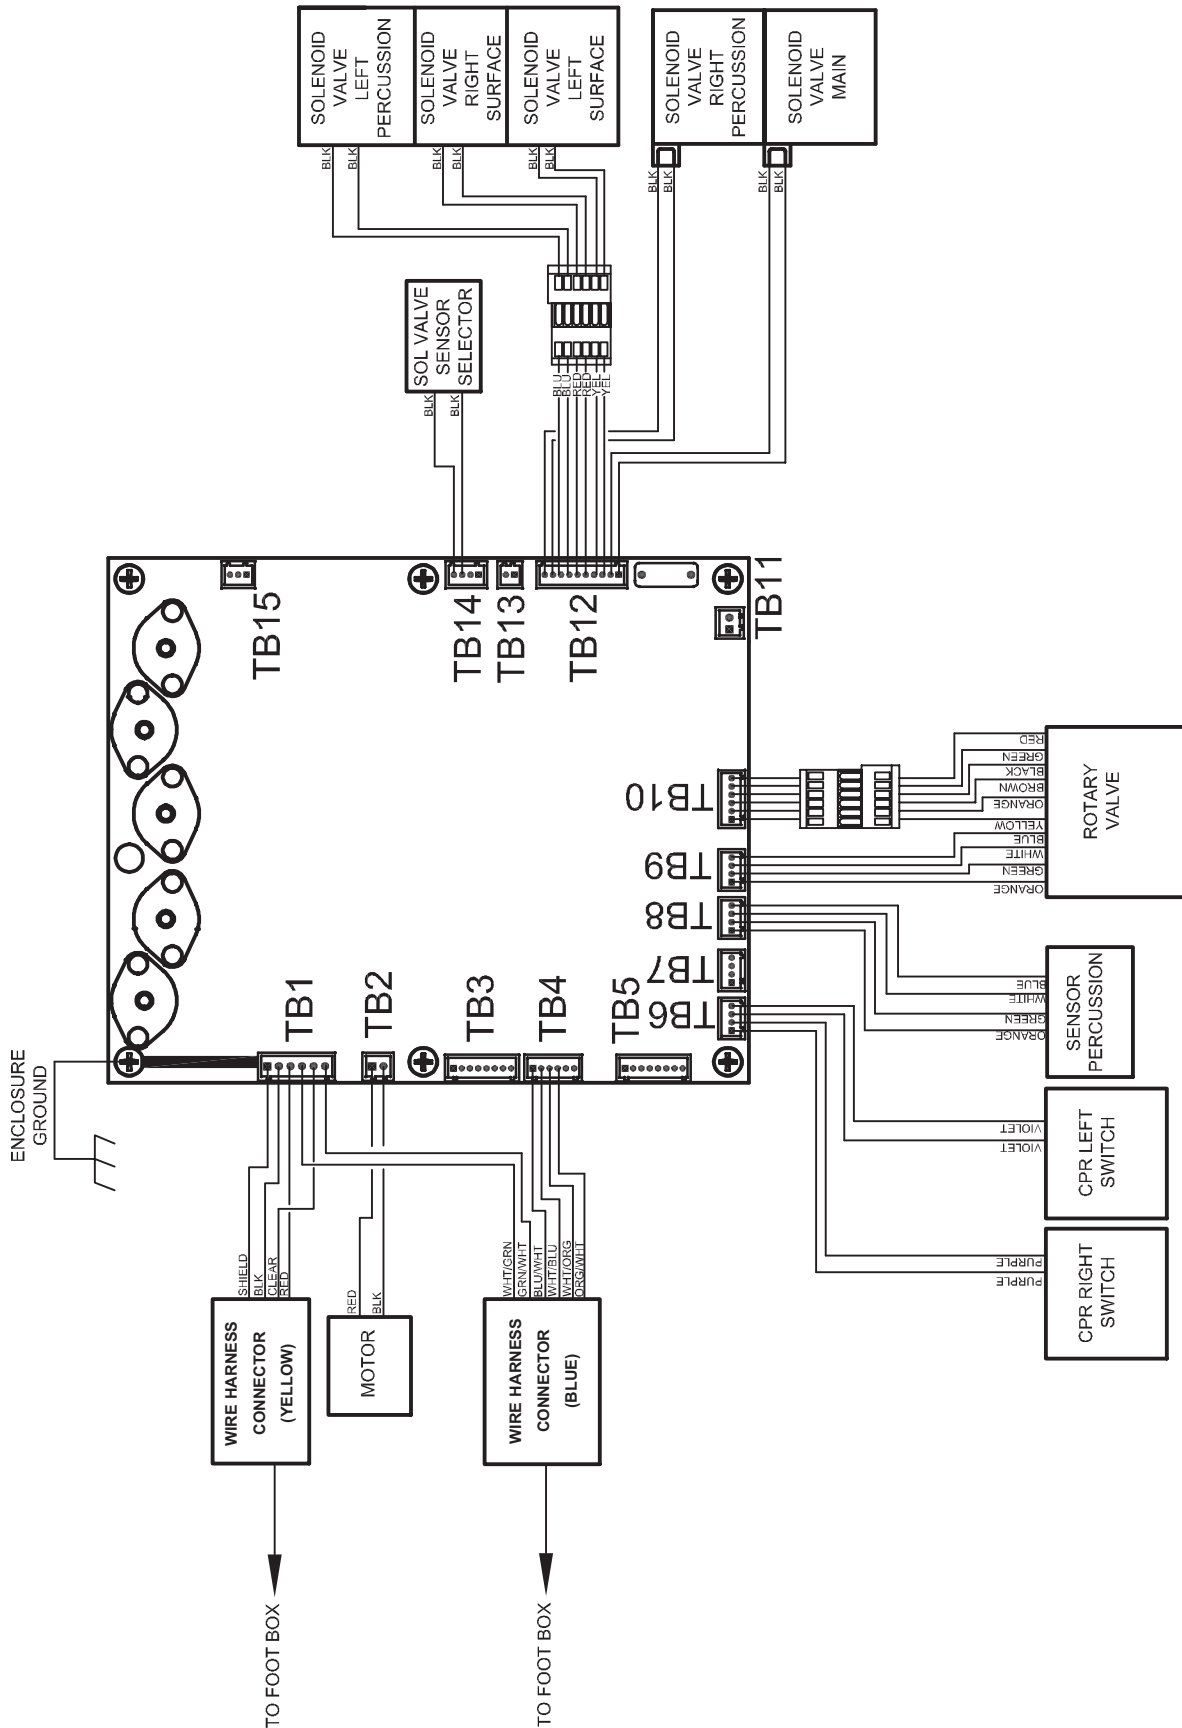 SOLENOID
VALVE
LEFT
PERCUSSION
SOLENOID
VALVE
RIGHT
SURFACE
SOLENOID
VALVE
LEFT
SURFACE
SOLENOID
VALVE
RIGHT
PERCUSSION
SOLENOID
VALVE
MAIN
BLK
BLK
BLK
BLK
BLK
BLK
BLK
BLK
BLK
BLK
SOL VALVE
SENSOR
SELECTOR
BLK
BLK
BLU
BLU
RED
RED
YEL
YEL
TB15
TB14
TB13
TB12
TB11
TB10
TB9
TB8
TB7
TB6
TB1
TB2
TB3
TB4
TB5
RED
GREEN
BLACK
BROWN
ORANGE
YELLOW
BLUE
WHITE
GREEN
ORANGE
ROTARY
VALVE
BLUE
WHITE
GREEN
ORANGE
SENSOR
PERCUSSION
VIOLET
VIOLET
CPR LEFT
SWITCH
PURPLE
PURPLE
CPR RIGHT
SWITCH
ENCLOSURE
GROUND
SHIELD
BLK
CLEAR
RED
WIRE HARNESS
CONNECTOR
(YELLOW)
RED
BLK
MOTOR
WHT/GRN
GRN/WHT
BLU/WHT
WHT/BLU
WHT/ORG
ORG/WHT
WIRE HARNESS
CONNECTOR
(BLUE)
TO FOOT BOX
TO FOOT BOX